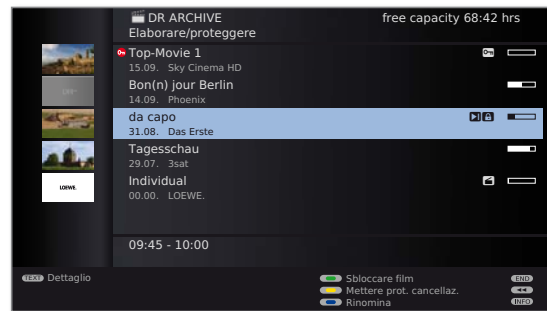 DR ARCHIVE
free capacity 68:42 hrs
Elaborare/proteggere
Top-Movie 1
15.09. Sky Cinema HD
Bon(n) jour Berlin
14.09. Phoenix
da capo
31.08. Das Erste
Tagesschau
29.07. 3sat
Individual
00.00. LOEWE.
LOEWE.
09:45 - 10:00
TEXT Dettaglio
Sbloccare film
END
Mettere prot. cancellaz.
Rinomina
INFO